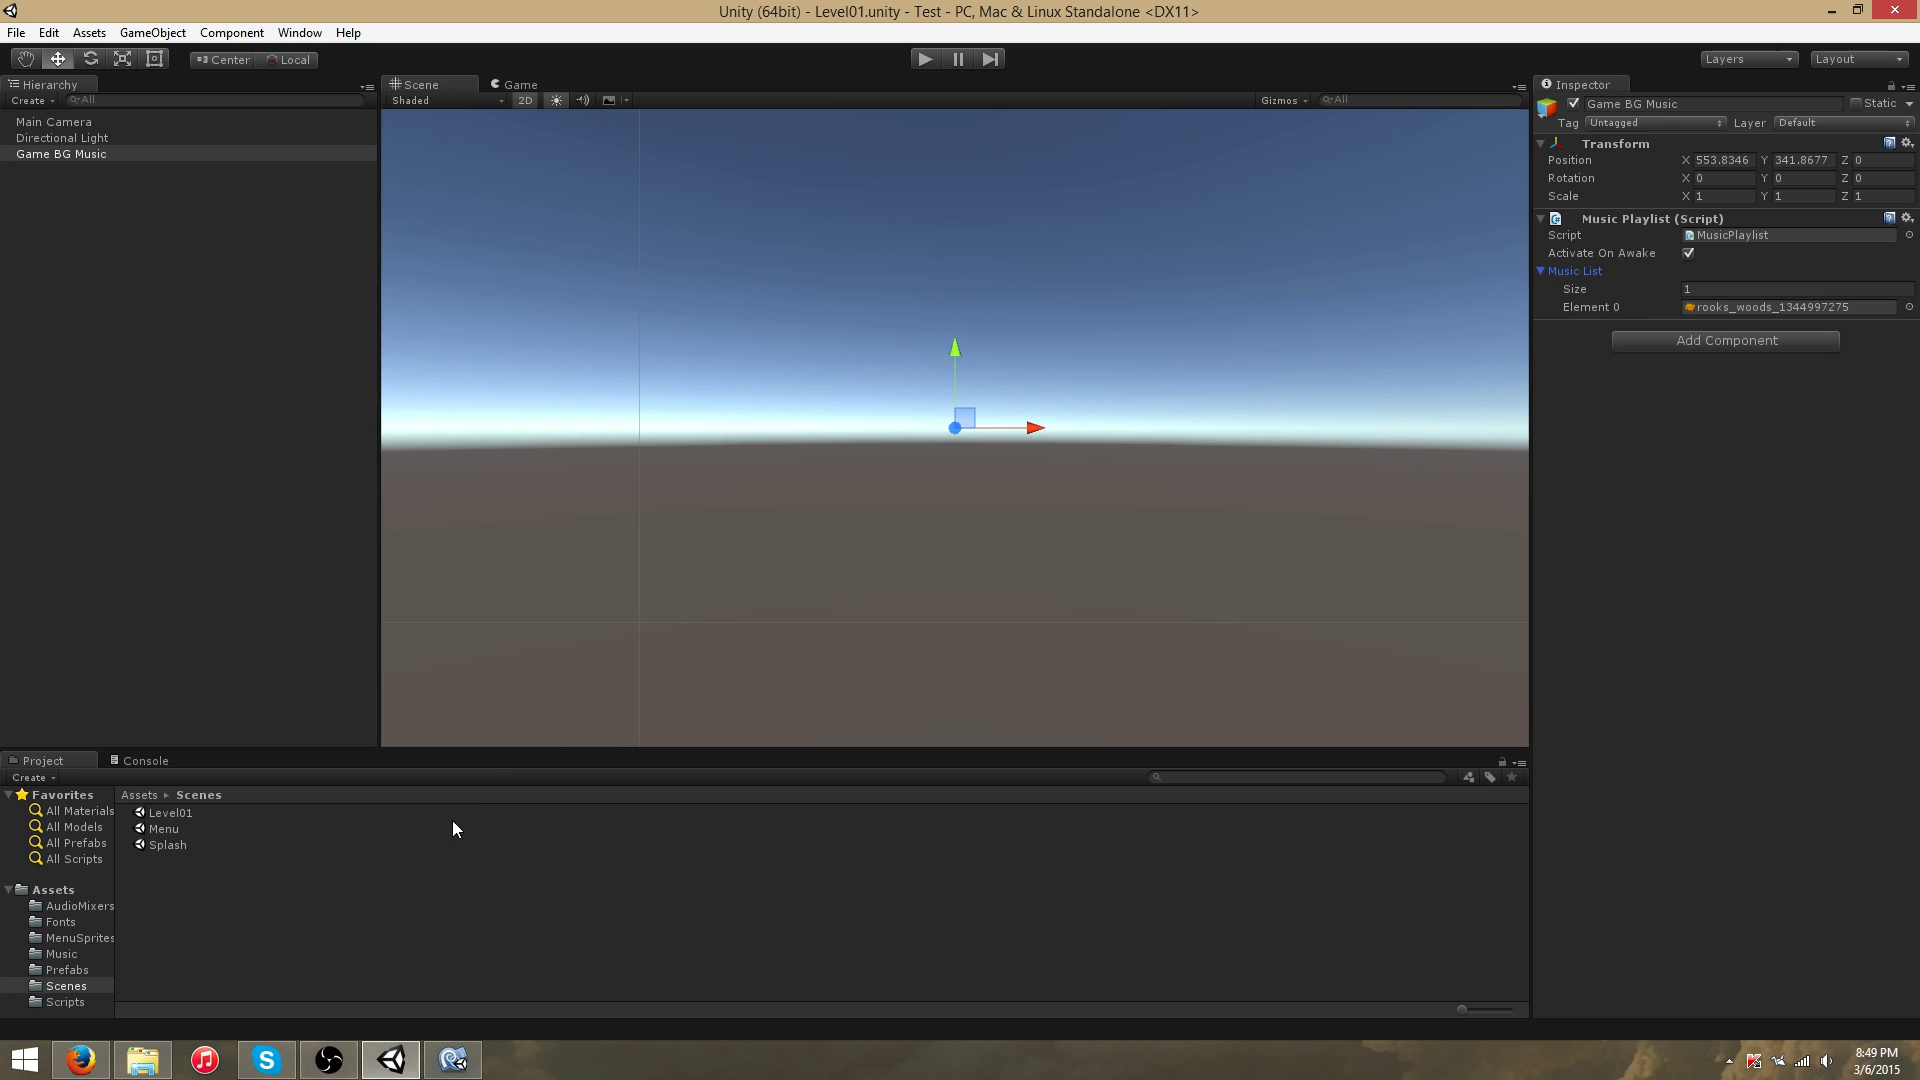 Unity (64bit) - Level01.unity - Test - PC, Mac & Linux Standalone <DX11>
File Edit Assets GameObject Component Window Help
Center Local Layers Layout
Hierarchy Scene Game Inspector
Create All Shaded 2D Gizmos All
Game BG Music Static
Tag Untagged Layer Default
Main Camera
Directional Light
Game BG Music
Transform
Position X 553.8346 Y 341.8677 Z 0
Rotation X 0 Y 0 Z 0
Scale X 1 Y 1 Z 1
Music Playlist (Script)
Script MusicPlaylist
Activate On Awake
Music List
Size 1
Element 0 rooks_woods_1344997275
Add Component
Project Console
Create
Favorites
All Materials
All Models
All Prefabs
All Scripts
Assets
AudioMixers
Fonts
MenuSprites
Music
Prefabs
Scenes
Scripts
Assets Scenes
Level01
Menu
Splash
8:49 PM
3/6/2015